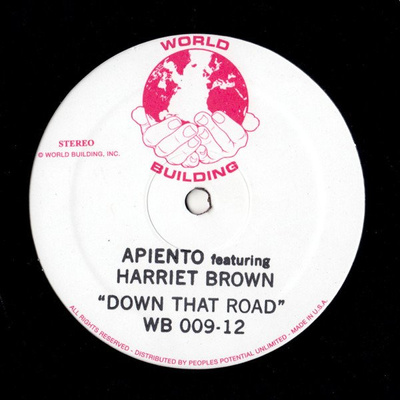 WORLD
BUILDING
STEREO
© WORLD BUILDING, INC.
APIENTO featuring
HARRIET BROWN
"DOWN THAT ROAD"
WB 009-12
ALL RIGHTS RESERVED - DISTRIBUTED BY PEOPLES POTENTIAL UNLIMITED - MADE IN U.S.A.